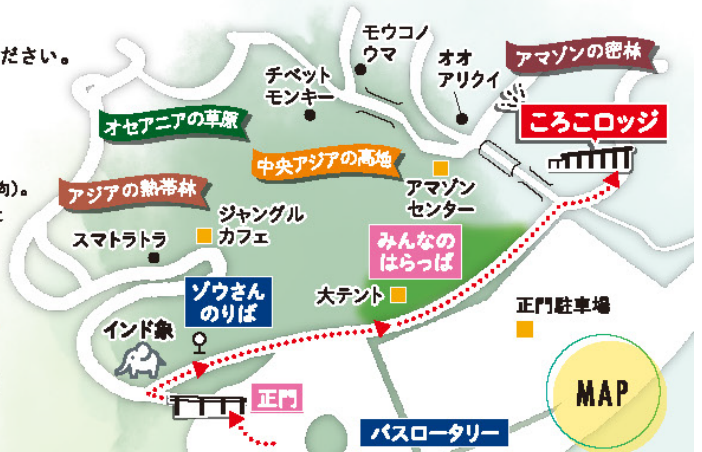 ださい。
モウコノ
ウマ
オオ
アリクイ
アマゾンの密林
チベット
モンキー
ころころロッジ
オセアニアの草原
中央アジアの高地
アマゾン
センター
アジアの熱帯林
ジャングル
カフェ
スマトラトラ
みんなの
はらっぱ
ゾウさん
のりば
大テント
正門駐車場
インド象
正門
バスロータリー
MAP